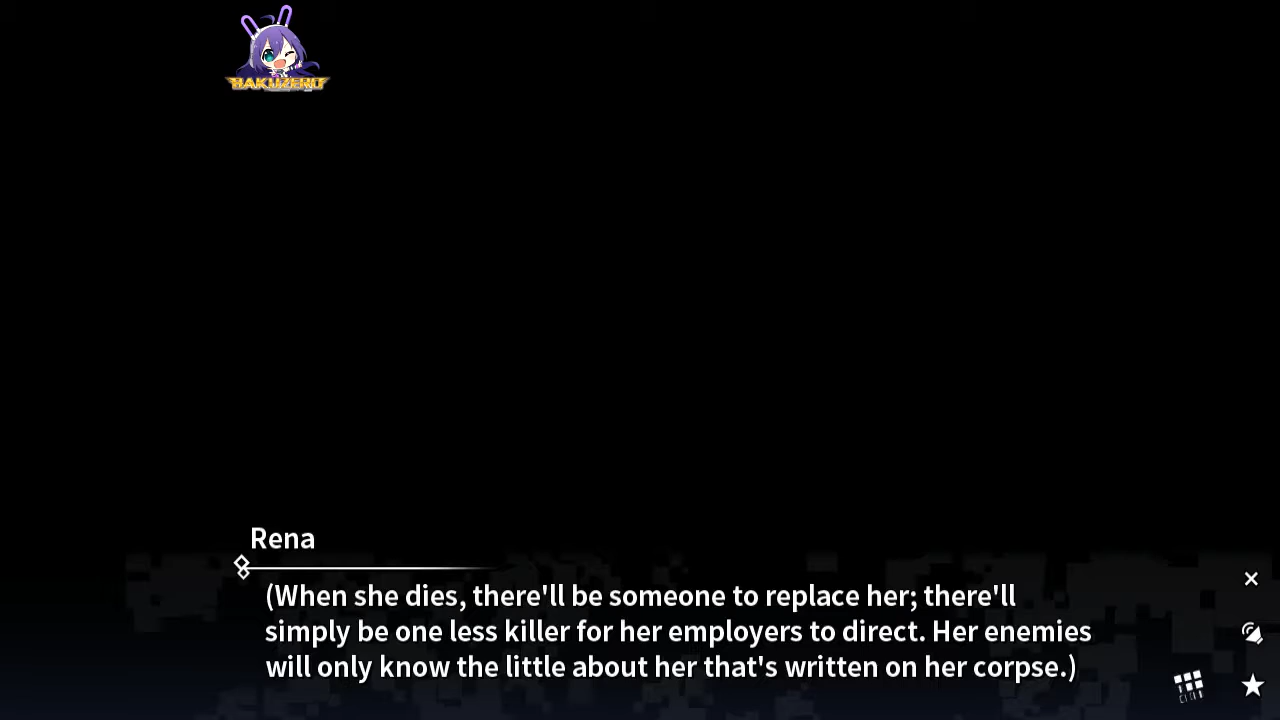 HAKUZERO
Rena
(When she dies, there'll be someone to replace her; there'll
simply be one less killer for her employers to direct. Her enemies
will only know the little about her that's written on her corpse.)